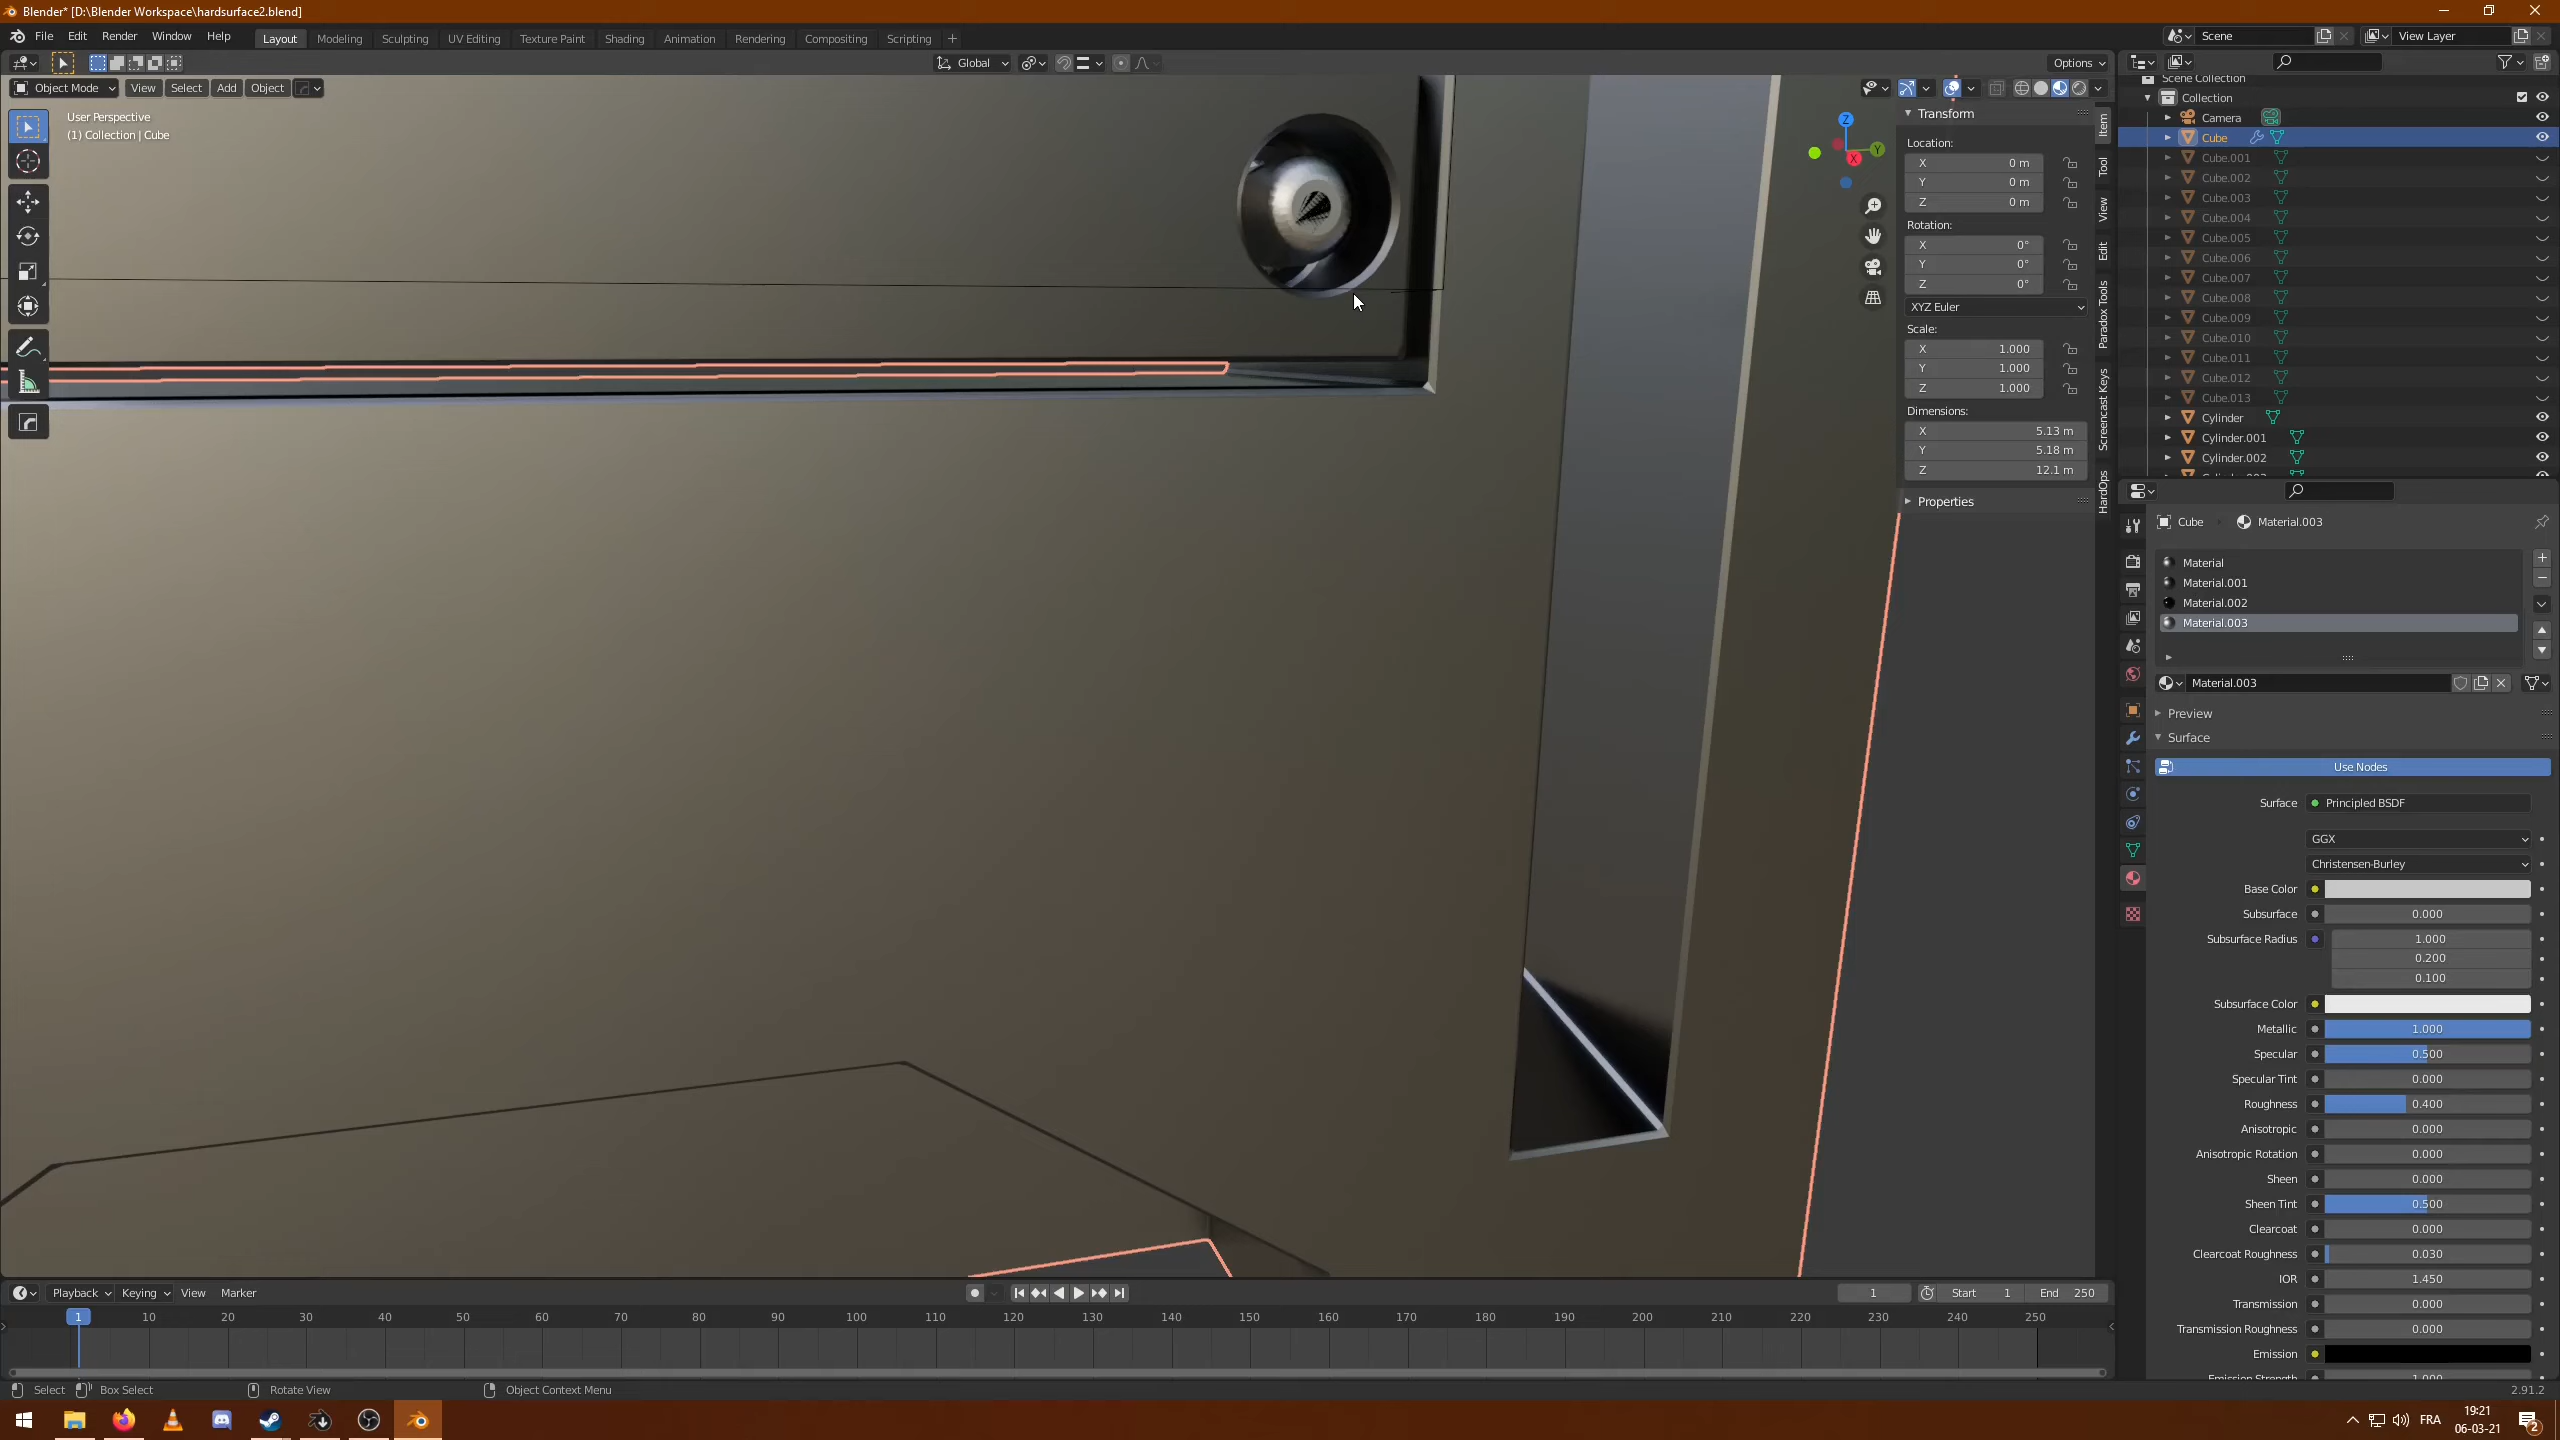 Blender* [D:\Blender Workspace\hardsurface2.blend]
File Edit Render Window Help Layout Modeling Sculpting UV Editing Texture Paint Shading Animation Rendering Compositing Scripting + Scene View Layer
Global Options
Object Mode View Select Add Object
User Perspective
(1) Collection | Cube
Z
Y
X
Item
Tool
View
Edit
Paradox Tools
Screencast Keys
HardOps
Transform
Location:
X 0 m
Y 0 m
Z 0 m
Rotation:
X 0°
Y 0°
Z 0°
XYZ Euler
Scale:
X 1.000
Y 1.000
Z 1.000
Dimensions:
X 5.13 m
Y 5.18 m
Z 12.1 m
Properties
Scene Collection
Collection
Camera
Cube
Cube.001
Cube.002
Cube.003
Cube.004
Cube.005
Cube.006
Cube.007
Cube.008
Cube.009
Cube.010
Cube.011
Cube.012
Cube.013
Cylinder
Cylinder.001
Cylinder.002
Cube Material.003
Material
Material.001
Material.002
Material.003
Material.003
Preview
Surface
Use Nodes
Surface Principled BSDF
GGX
Christensen-Burley
Base Color
Subsurface 0.000
Subsurface Radius 1.000
0.200
0.100
Subsurface Color
Metallic 1.000
Specular 0.500
Specular Tint 0.000
Roughness 0.400
Anisotropic 0.000
Anisotropic Rotation 0.000
Sheen 0.000
Sheen Tint 0.500
Clearcoat 0.000
Clearcoat Roughness 0.030
IOR 1.450
Transmission 0.000
Transmission Roughness 0.000
Emission
Emission Strength 1.000
Playback Keying View Marker 1 Start 1 End 250
1 10 20 30 40 50 60 70 80 90 100 110 120 130 140 150 160 170 180 190 200 210 220 230 240 250
Select Box Select Rotate View Object Context Menu 2.91.2
FRA
19:21
06-03-21
2